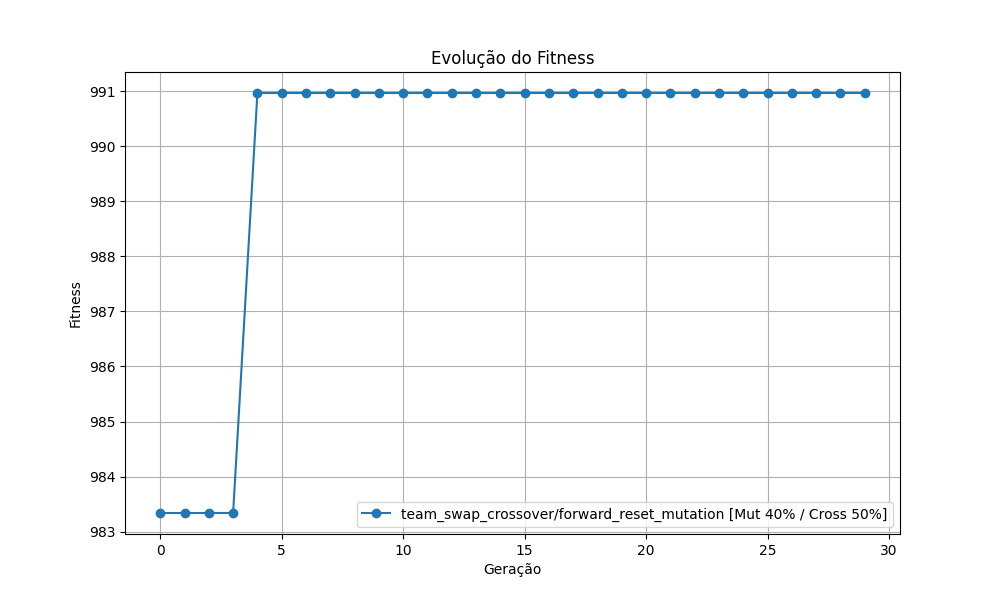 Evolução do Fitness
991
990
989
988
987
986
985
984
983
Fitness
team_swap_crossover/forward_reset_mutation [Mut 40% / Cross 50%]
0 5 10 15 20 25 30
Geração